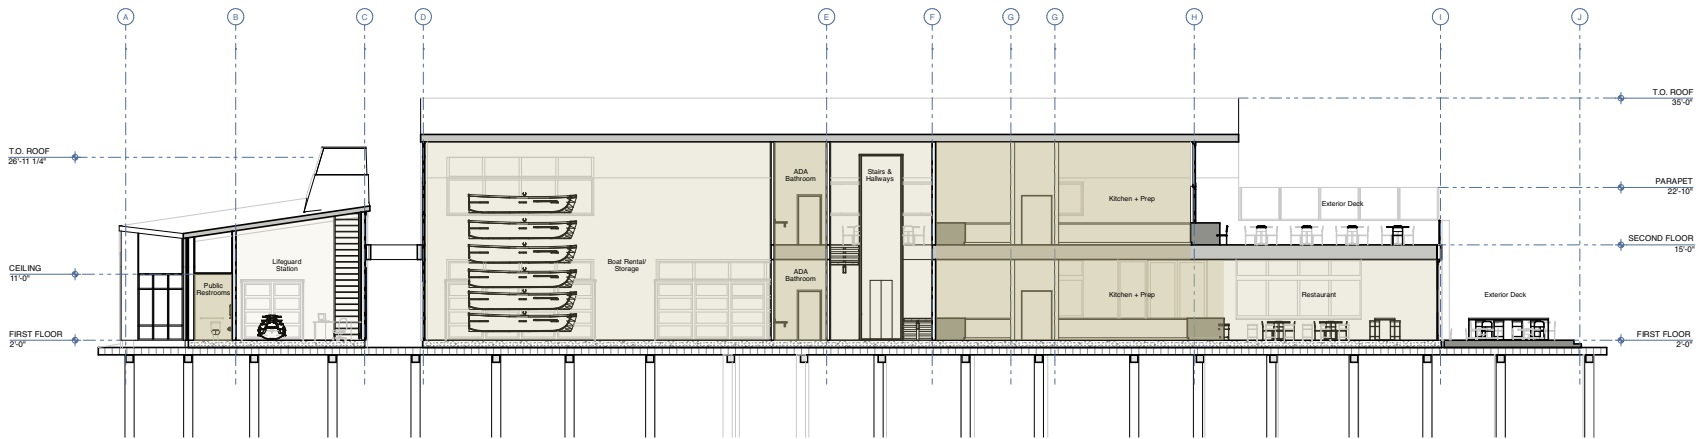 A B C D E F G G H I J
T.O. ROOF
35'-0"
T.O. ROOF
26'-11 1/4"
PARAPET
22'-10"
ADA
Bathroom
Stairs &
Hallways
Kitchen + Prep
Exterior Deck
SECOND FLOOR
15'-0"
CEILING
11'-0"
Lifeguard
Station
Public
Restrooms
Boat Rental/
Storage
ADA
Bathroom
Kitchen + Prep
Restaurant
Exterior Deck
FIRST FLOOR
2'-0"
FIRST FLOOR
2'-0"